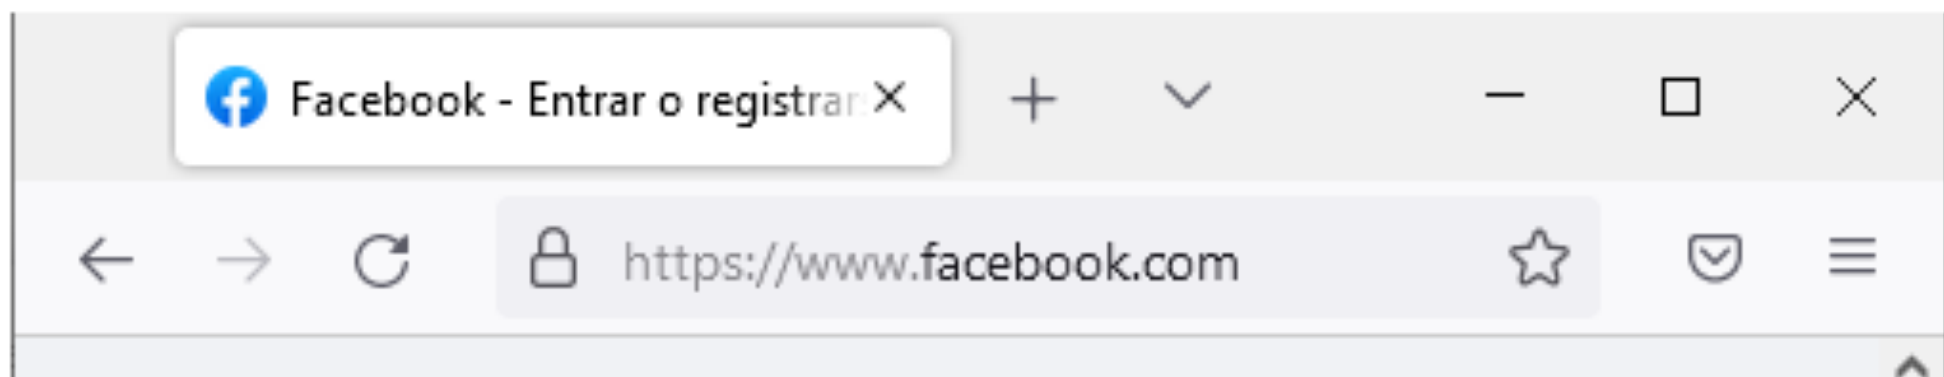 Facebook - Entrar o registrar
https://www.facebook.com